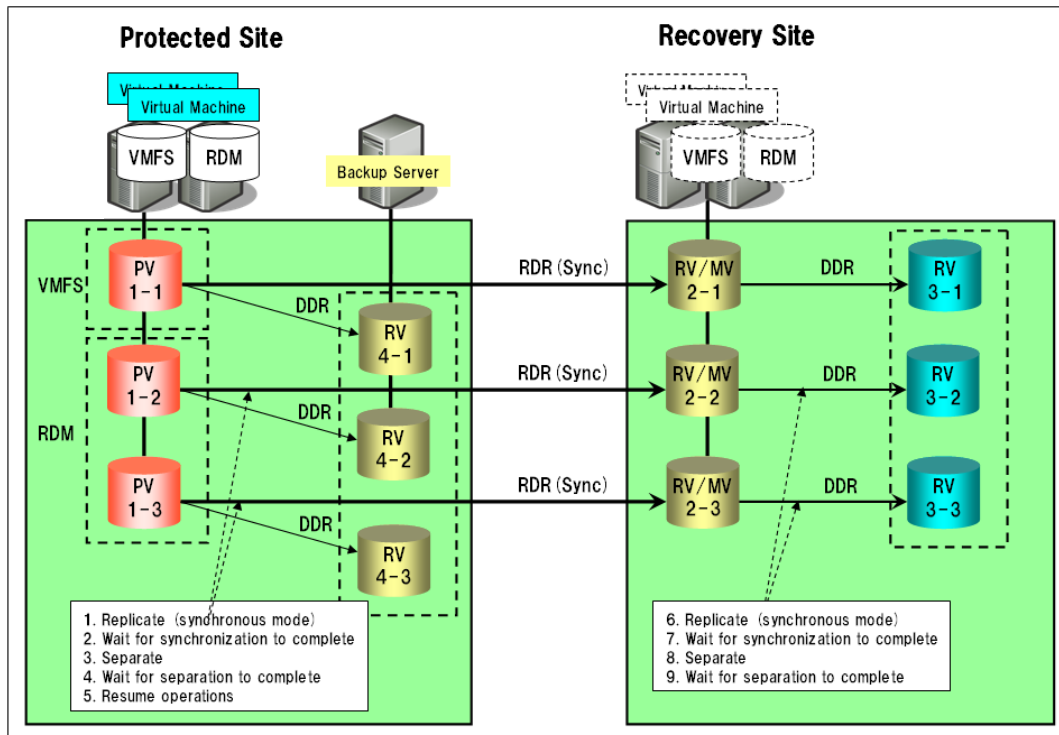 Protected Site
Recovery Site
Virtual Machine
Virtual Machine
VMFS
RDM
Backup Server
Virtual Machine
Virtual Machine
VMFS
RDM
VMFS
PV
1-1
RDR(Sync)
RV/MV
2-1
DDR
RV
3-1
DDR
RV
4-1
RDM
PV
1-2
RDR(Sync)
RV/MV
2-2
DDR
RV
3-2
DDR
RV
4-2
PV
1-3
RDR(Sync)
RV/MV
2-3
DDR
RV
3-3
DDR
RV
4-3
1. Replicate (synchronous mode)
2. Wait for synchronization to complete
3. Separate
4. Wait for separation to complete
5. Resume operations
6. Replicate (synchronous mode)
7. Wait for synchronization to complete
8. Separate
9. Wait for separation to complete